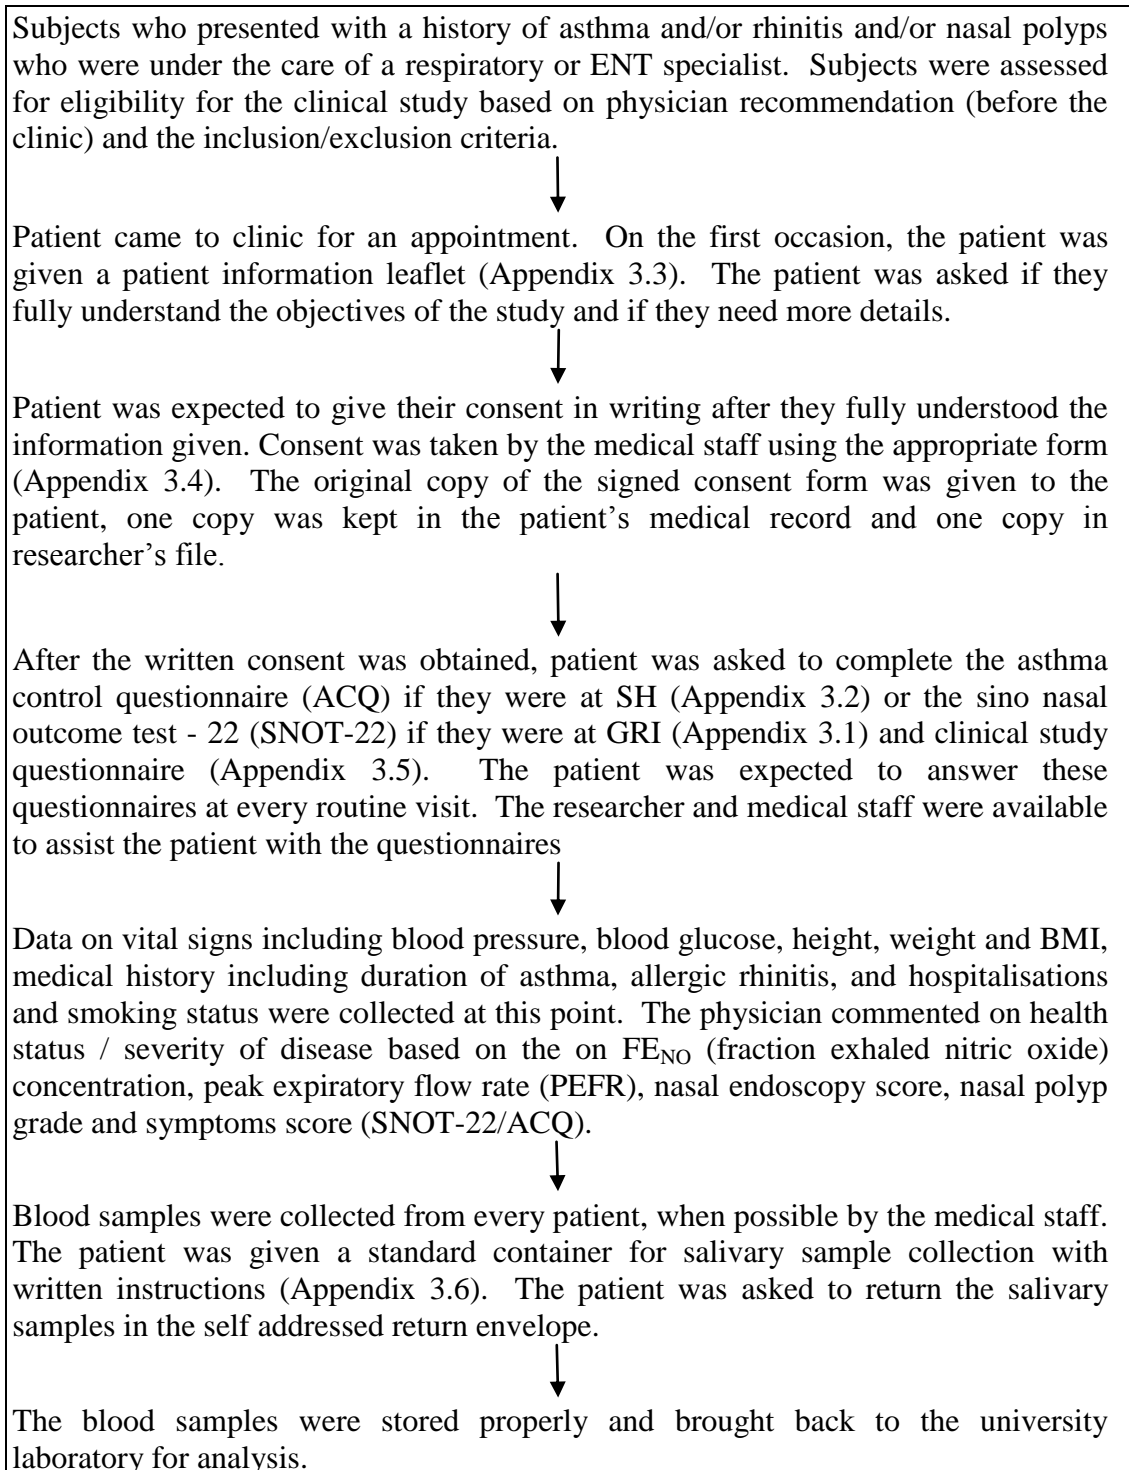 Subjects who presented with a history of asthma and/or rhinitis and/or nasal polyps
who were under the care of a respiratory or ENT specialist. Subjects were assessed
for eligibility for the clinical study based on physician recommendation (before the
clinic) and the inclusion/exclusion criteria.
Patient came to clinic for an appointment. On the first occasion, the patient was
given a patient information leaflet (Appendix 3.3). The patient was asked if they
fully understand the objectives of the study and if they need more details.
Patient was expected to give their consent in writing after they fully understood the
information given. Consent was taken by the medical staff using the appropriate form
(Appendix 3.4). The original copy of the signed consent form was given to the
patient, one copy was kept in the patient's medical record and one copy in
researcher's file.
After the written consent was obtained, patient was asked to complete the asthma
control questionnaire (ACQ) if they were at SH (Appendix 3.2) or the sino nasal
outcome test - 22 (SNOT-22) if they were at GRI (Appendix 3.1) and clinical study
questionnaire (Appendix 3.5). The patient was expected to answer these
questionnaires at every routine visit. The researcher and medical staff were available
to assist the patient with the questionnaires
Data on vital signs including blood pressure, blood glucose, height, weight and BMI,
medical history including duration of asthma, allergic rhinitis, and hospitalisations
and smoking status were collected at this point. The physician commented on health
status / severity of disease based on the on FENO (fraction exhaled nitric oxide)
concentration, peak expiratory flow rate (PEFR), nasal endoscopy score, nasal polyp
grade and symptoms score (SNOT-22/ACQ).
Blood samples were collected from every patient, when possible by the medical staff.
The patient was given a standard container for salivary sample collection with
written instructions (Appendix 3.6). The patient was asked to return the salivary
samples in the self addressed return envelope.
The blood samples were stored properly and brought back to the university
laboratory for analysis.